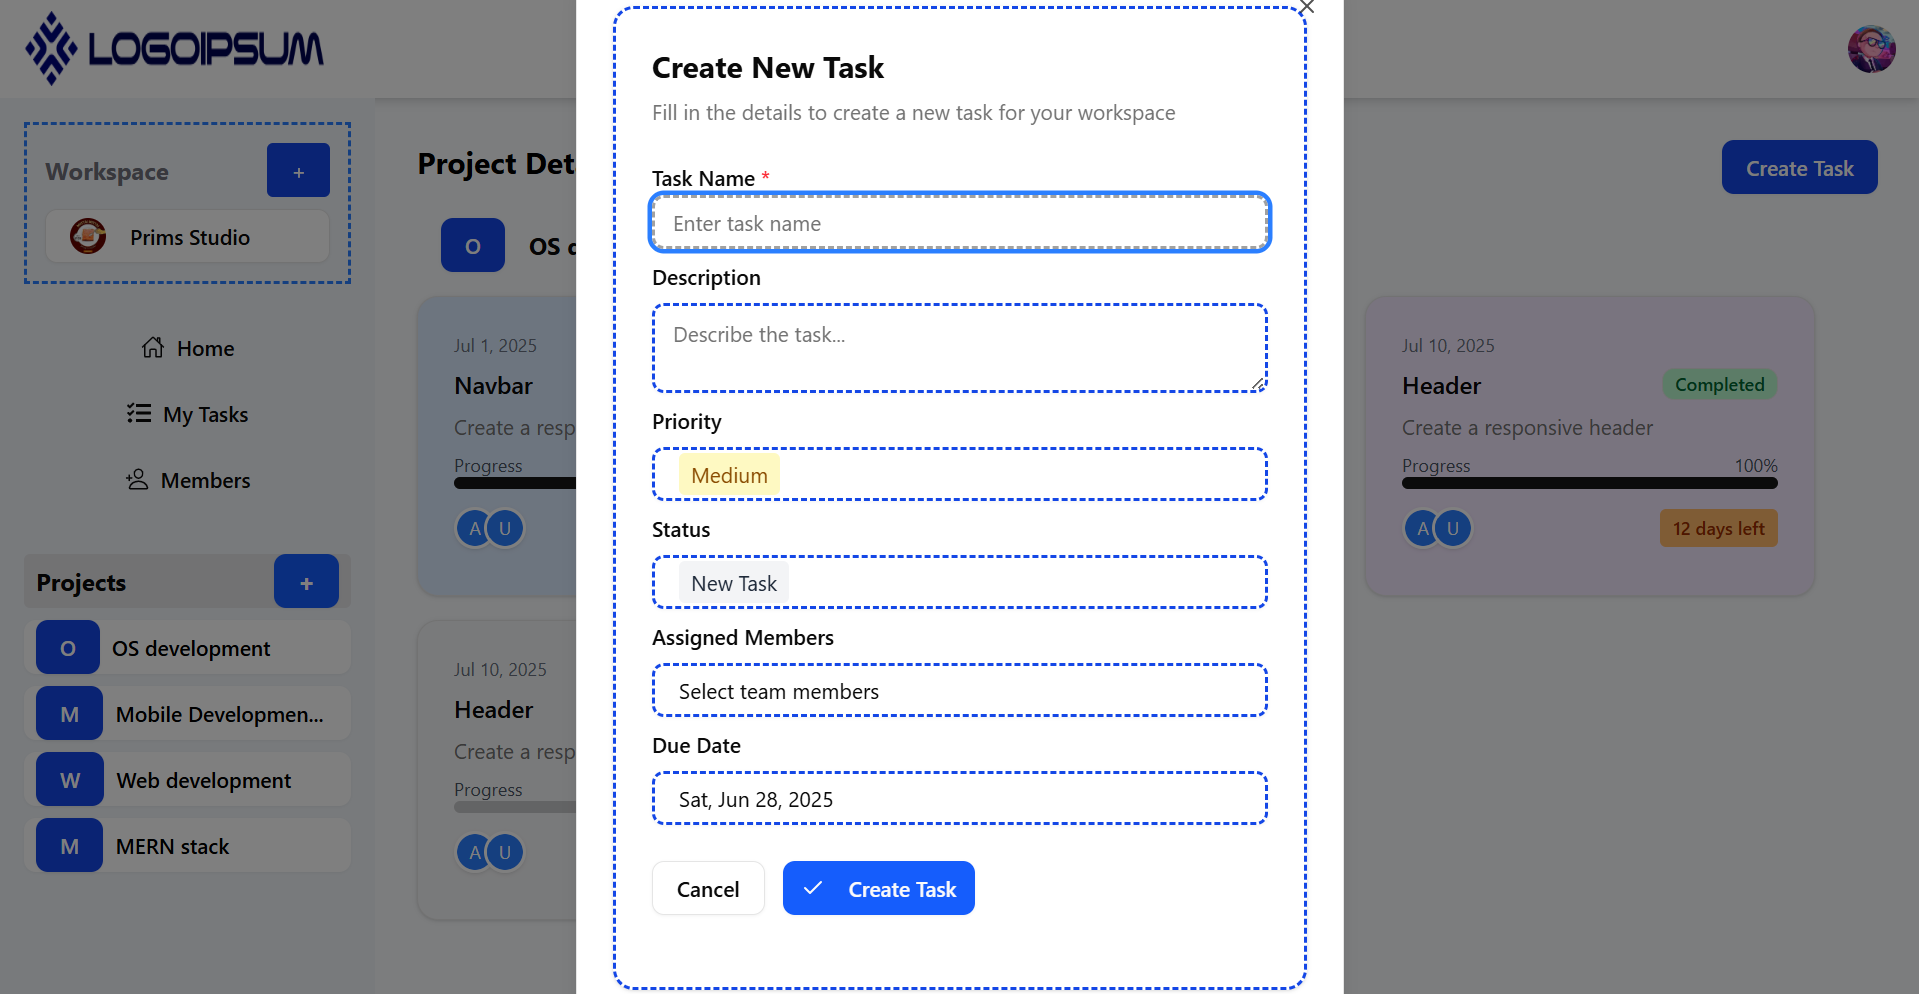 LOGOIPSUM
Workspace
+
Prims Studio
Home
My Tasks
Members
Projects
+
O OS development
M Mobile Developmen...
W Web development
M MERN stack
Project Det
Create Task
O OS
Jul 1, 2025
Navbar
Create a resp
Progress
A U
Jul 10, 2025
Header
Create a resp
Progress
A U
Jul 10, 2025
Header Completed
Create a responsive header
Progress 100%
A U 12 days left
Create New Task
Fill in the details to create a new task for your workspace
Task Name *
Enter task name
Description
Describe the task...
Priority
Medium
Status
New Task
Assigned Members
Select team members
Due Date
Sat, Jun 28, 2025
Cancel Create Task